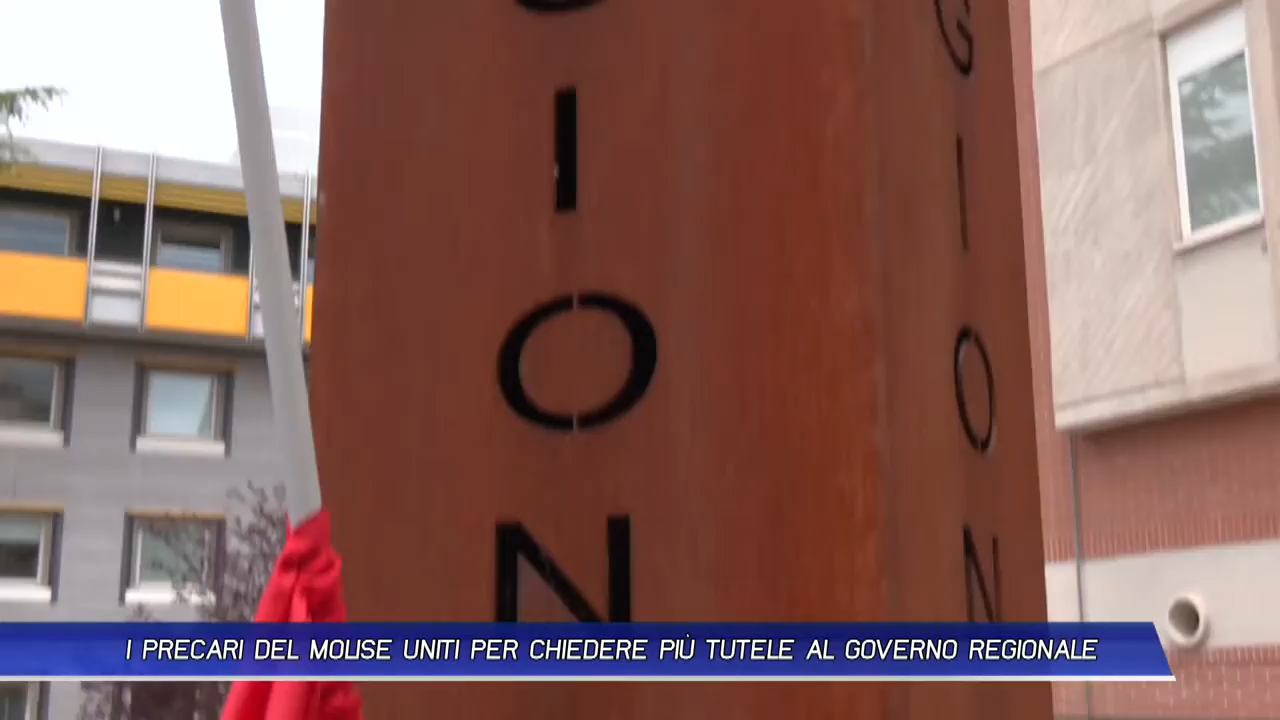 G I O N
G I O N
I PRECARI DEL MOLISE UNITI PER CHIEDERE PIÙ TUTELE AL GOVERNO REGIONALE